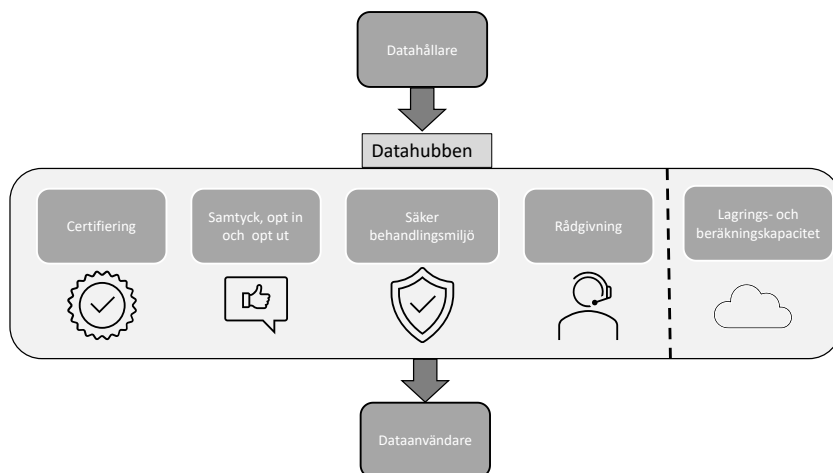 Datahållare
Datahubben
Certifiering
Samtyck, opt in
och opt ut
Säker
behandlingsmiljö
Rådgivning
Lagrings- och
beräkningskapacitet
Dataanvändare